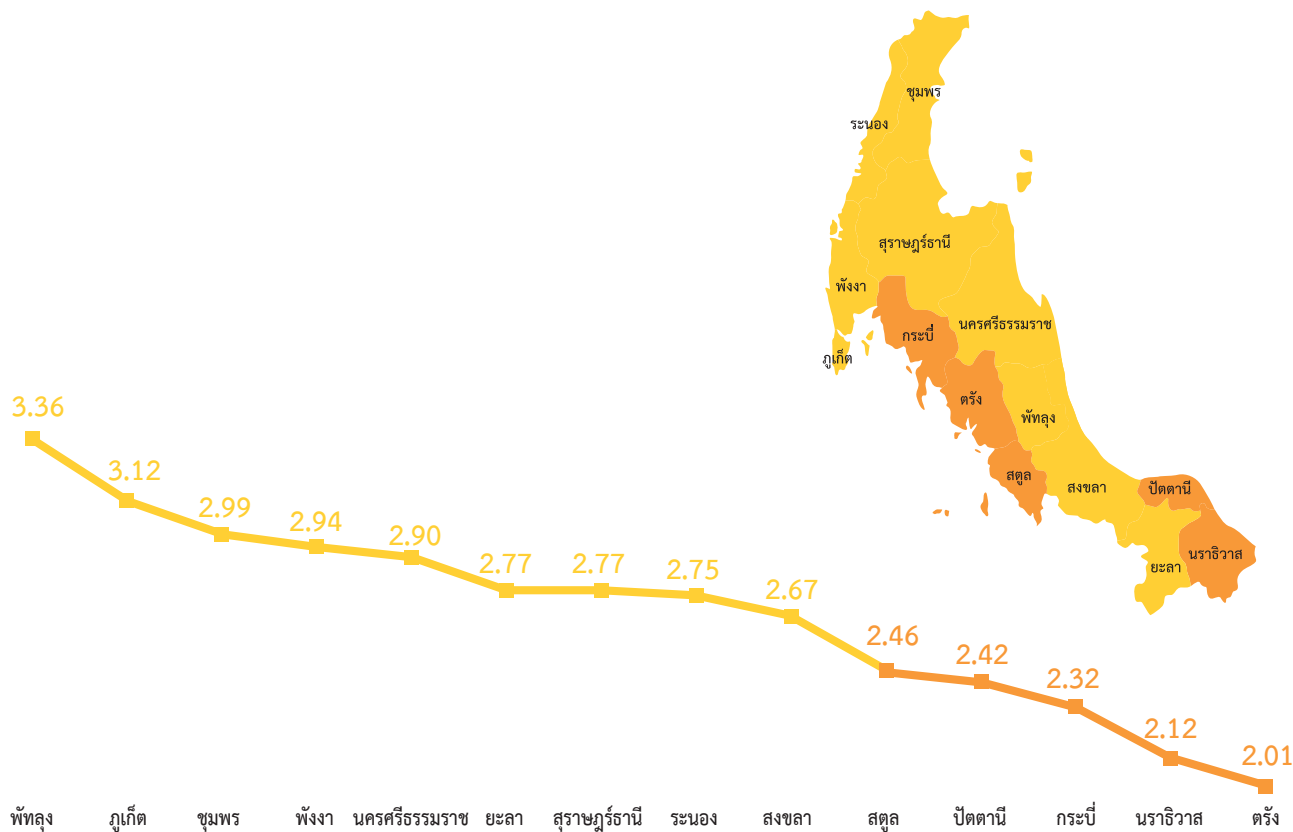 ชุมพร
ระนอง
สุราษฎร์ธานี
พังงา
นครศรีธรรมราช
กระบี่
ภูเก็ต
ตรัง
พัทลุง
สตูล
สงขลา
ปัตตานี
นราธิวาส
ยะลา
3.36
3.12
2.99
2.94
2.90
2.77
2.77
2.75
2.67
2.46
2.42
2.32
2.12
2.01
พัทลุง ภูเก็ต ชุมพร พังงา นครศรีธรรมราช ยะลา สุราษฎร์ธานี ระนอง สงขลา สตูล ปัตตานี กระบี่ นราธิวาส ตรัง